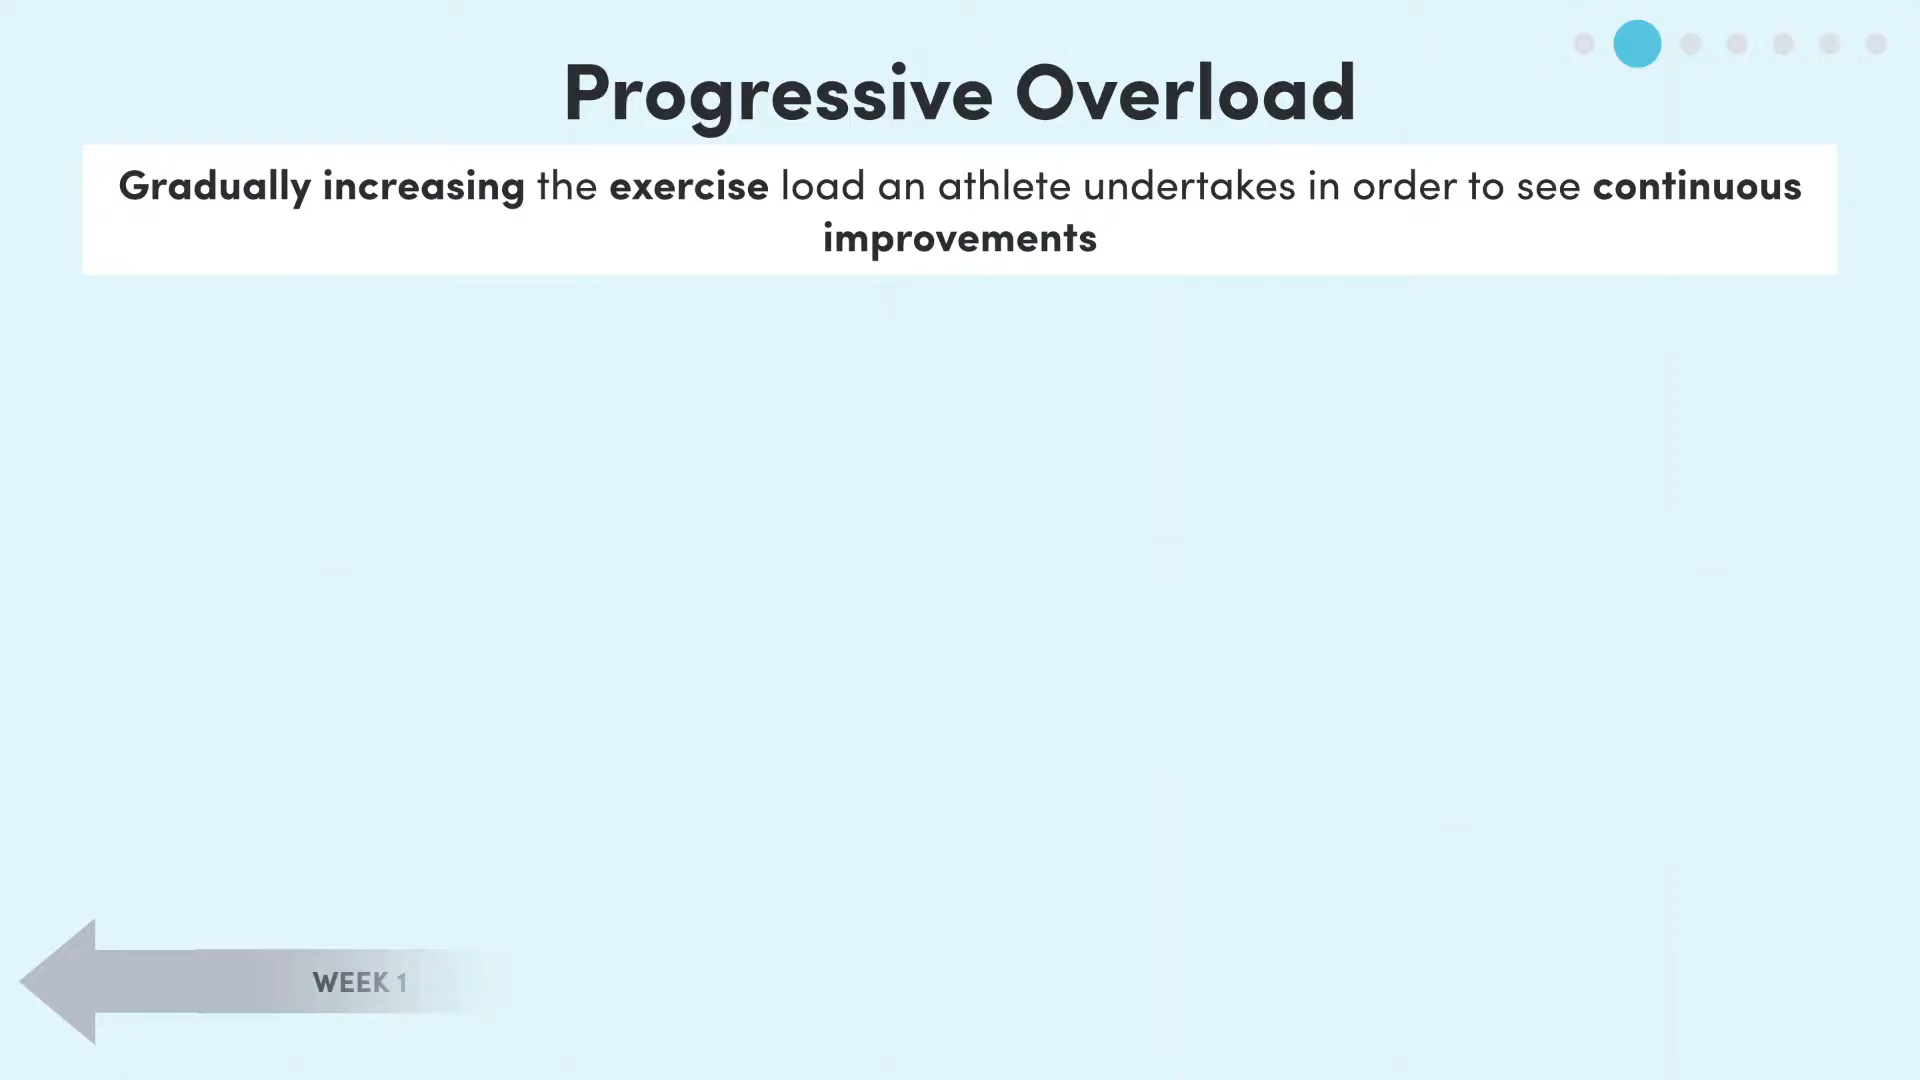 Progressive Overload
Gradually increasing the exercise load an athlete undertakes in order to see continuous
improvements
WEEK 1